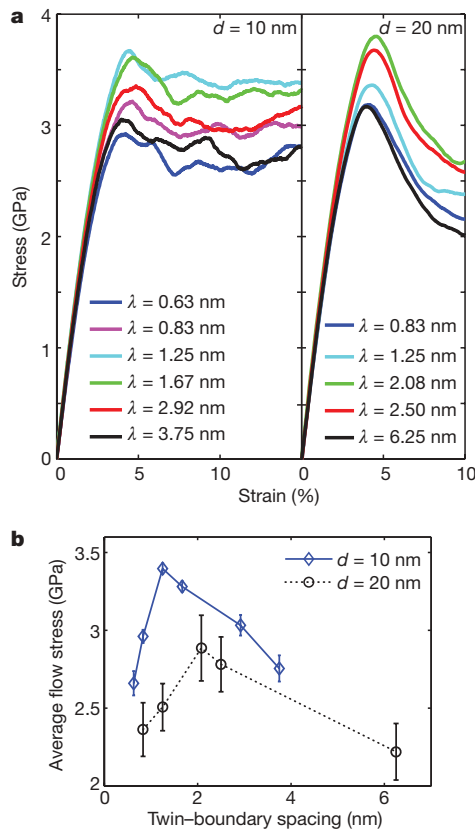 a
d = 10 nm
d = 20 nm
4
3
2
1
0
Stress (GPa)
λ = 0.63 nm
λ = 0.83 nm
λ = 1.25 nm
λ = 1.67 nm
λ = 2.92 nm
λ = 3.75 nm
λ = 0.83 nm
λ = 1.25 nm
λ = 2.08 nm
λ = 2.50 nm
λ = 6.25 nm
0 5 10 0 5 10
Strain (%)
b
d = 10 nm
d = 20 nm
3.5
3
2.5
2
Average flow stress (GPa)
0 2 4 6
Twin–boundary spacing (nm)